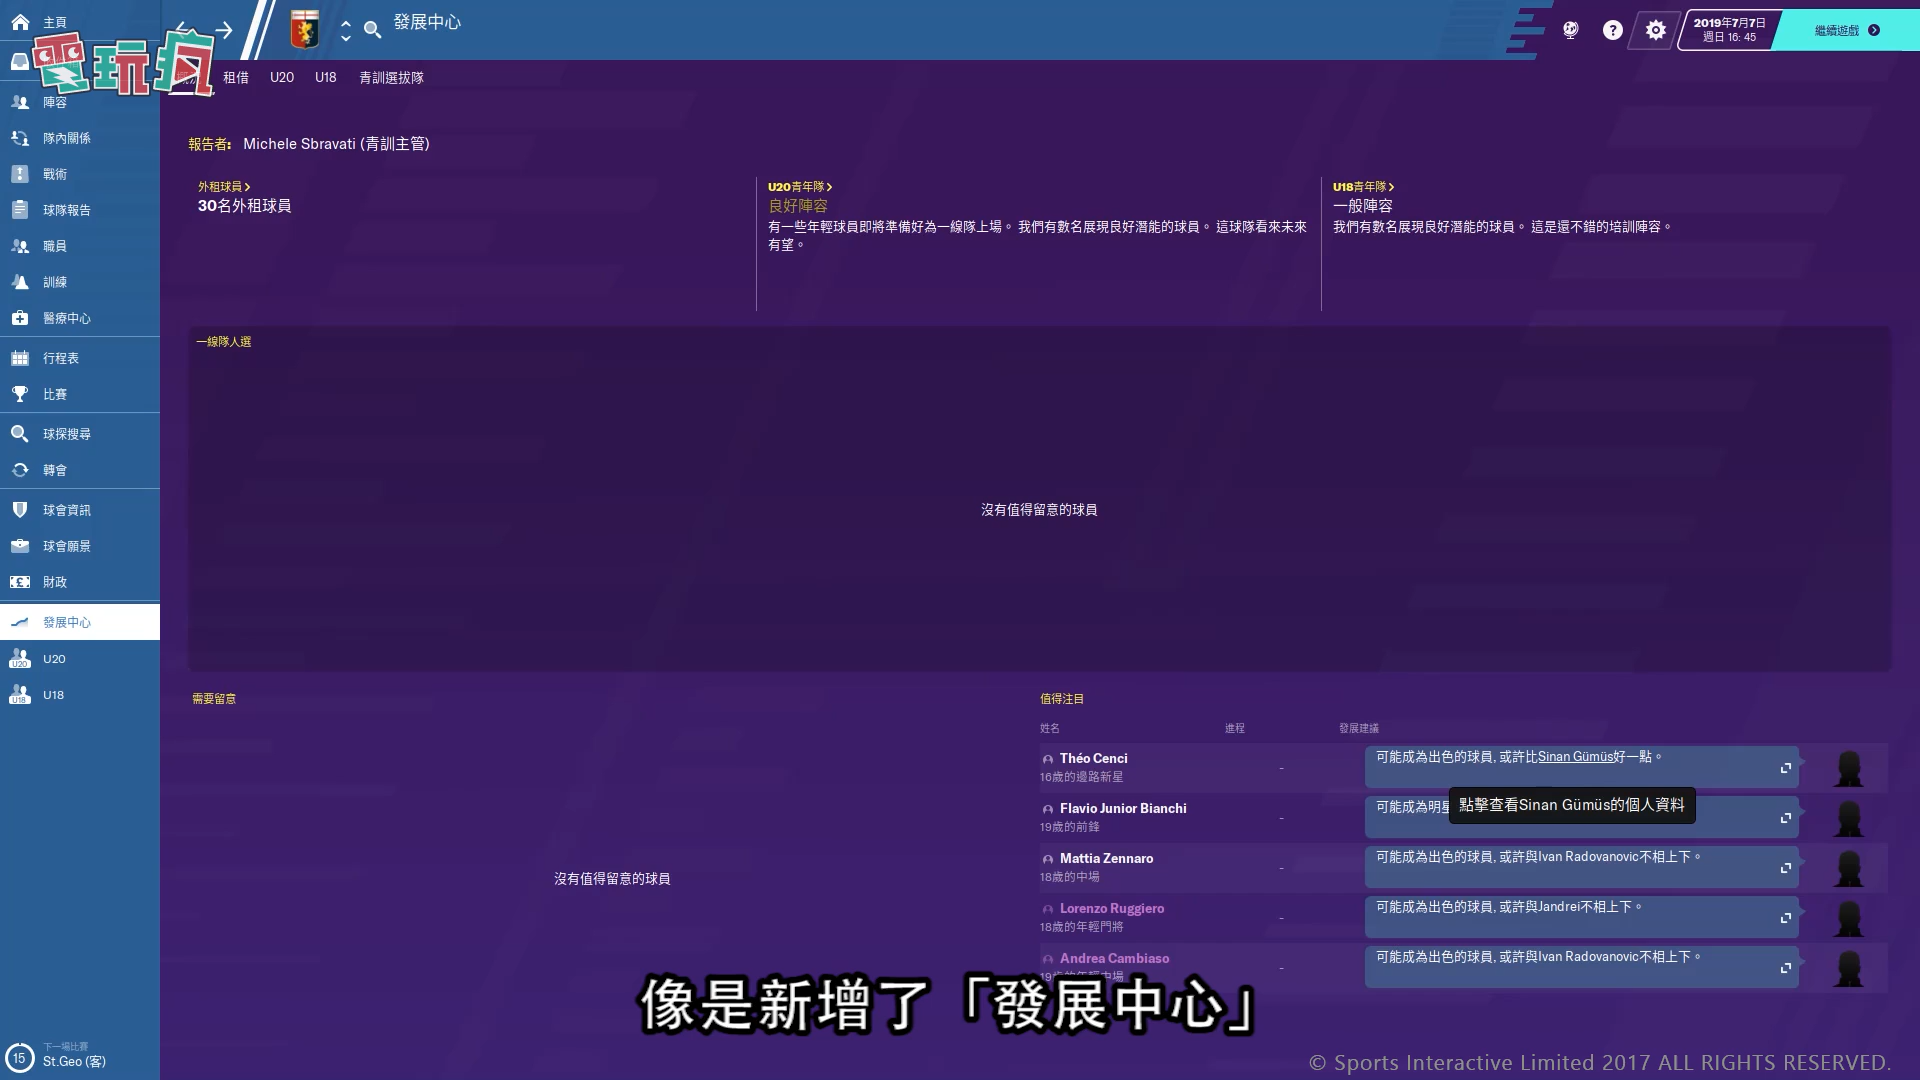 主頁
發展中心
2019年7月7日
週日 16: 45
繼續遊戲
電玩瘋
租借
U20
U18
青訓選拔隊
陣容
隊內關係
戰術
球隊報告
職員
訓練
醫療中心
行程表
比賽
球探搜尋
轉會
球會資訊
球會願景
財政
發展中心
U20
U18
15
下一場比賽
St.Geo (客)
報告者: Michele Sbravati (青訓主管)
外租球員
30名外租球員
U20青年隊
良好陣容
有一些年輕球員即將準備好為一線隊上場。 我們有數名展現良好潛能的球員。 這球隊看來未來
有望。
U18青年隊
一般陣容
我們有數名展現良好潛能的球員。 這是還不錯的培訓陣容。
一線隊人選
沒有值得留意的球員
需要留意
沒有值得留意的球員
值得注目
姓名 進程 發展建議
Théo Cenci
16歲的邊路新星
-
可能成為出色的球員, 或許比Sinan Gümüs好一點。
Flavio Junior Bianchi
19歲的前鋒
-
可能成為明星
點擊查看Sinan Gümüs的個人資料
Mattia Zennaro
18歲的中場
-
可能成為出色的球員, 或許與Ivan Radovanovic不相上下。
Lorenzo Ruggiero
18歲的年輕門將
-
可能成為出色的球員, 或許與Jandrei不相上下。
Andrea Cambiaso
19歲的年輕中場
-
可能成為出色的球員, 或許與Ivan Radovanovic不相上下。
像是新增了「發展中心」
© Sports Interactive Limited 2017 ALL RIGHTS RESERVED.